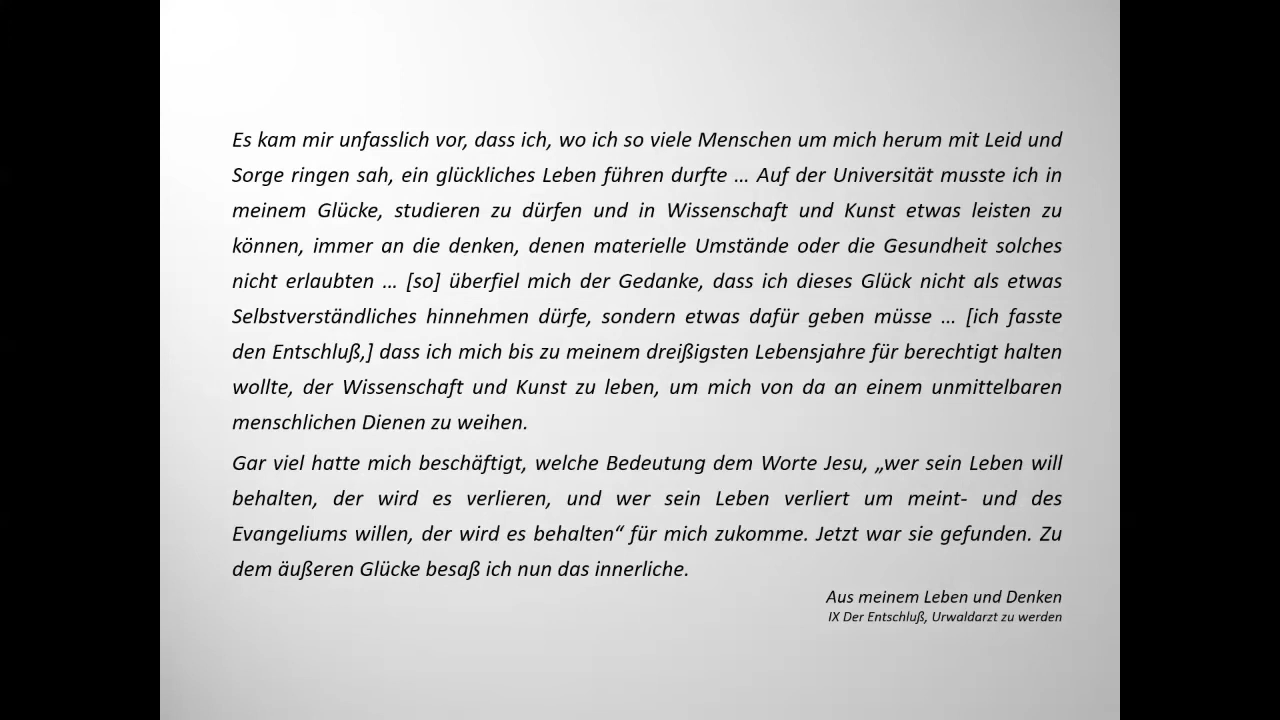 Es kam mir unfasslich vor, dass ich, wo ich so viele Menschen um mich herum mit Leid und
Sorge ringen sah, ein glückliches Leben führen durfte … Auf der Universität musste ich in
meinem Glücke, studieren zu dürfen und in Wissenschaft und Kunst etwas leisten zu
können, immer an die denken, denen materielle Umstände oder die Gesundheit solches
nicht erlaubten … [so] überfiel mich der Gedanke, dass ich dieses Glück nicht als etwas
Selbstverständliches hinnehmen dürfe, sondern etwas dafür geben müsse … [ich fasste
den Entschluß,] dass ich mich bis zu meinem dreißigsten Lebensjahre für berechtigt halten
wollte, der Wissenschaft und Kunst zu leben, um mich von da an einem unmittelbaren
menschlichen Dienen zu weihen.
Gar viel hatte mich beschäftigt, welche Bedeutung dem Worte Jesu, „wer sein Leben will
behalten, der wird es verlieren, und wer sein Leben verliert um meint- und des
Evangeliums willen, der wird es behalten“ für mich zukomme. Jetzt war sie gefunden. Zu
dem äußeren Glücke besaß ich nun das innerliche.
Aus meinem Leben und Denken
IX Der Entschluß, Urwaldarzt zu werden